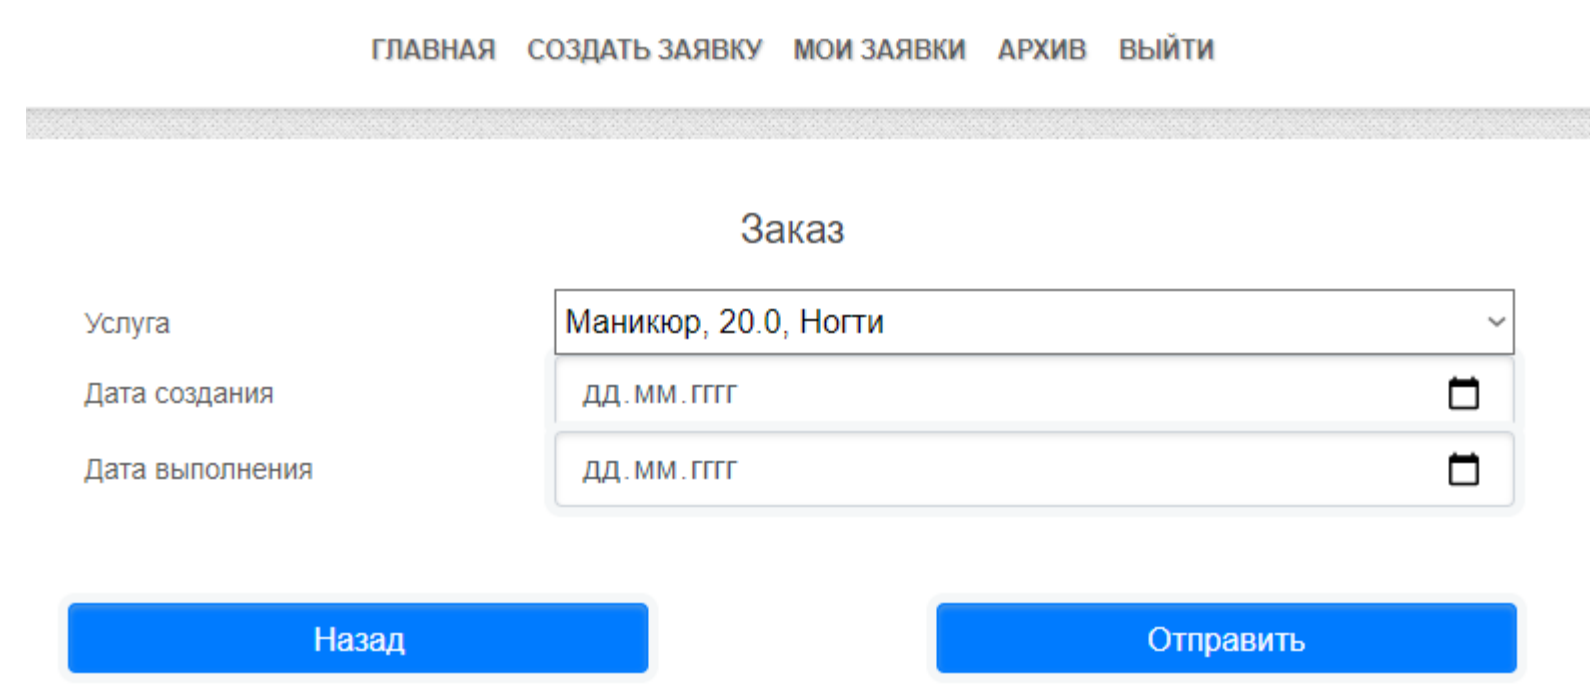 ГЛАВНАЯ СОЗДАТЬ ЗАЯВКУ МОИ ЗАЯВКИ АРХИВ ВЫЙТИ
Заказ
Услуга Маникюр, 20.0, Ногти
Дата создания дд.мм.гггг
Дата выполнения дд.мм.гггг
Назад Отправить